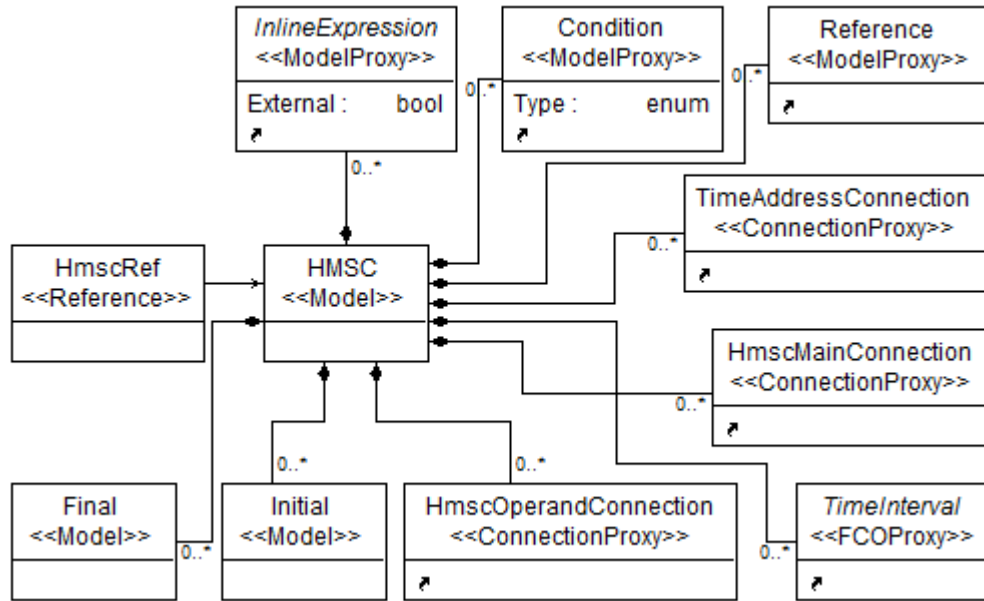 InlineExpression
<<ModelProxy>>
External : bool
0..*
Condition
<<ModelProxy>>
Type : enum
0..*
Reference
<<ModelProxy>>
0..*
TimeAddressConnection
<<ConnectionProxy>>
0..*
HmscRef
<<Reference>>
HMSC
<<Model>>
HmscMainConnection
<<ConnectionProxy>>
0..*
Final
<<Model>>
0..*
Initial
<<Model>>
0..*
HmscOperandConnection
<<ConnectionProxy>>
0..*
TimeInterval
<<FCOProxy>>
0..*